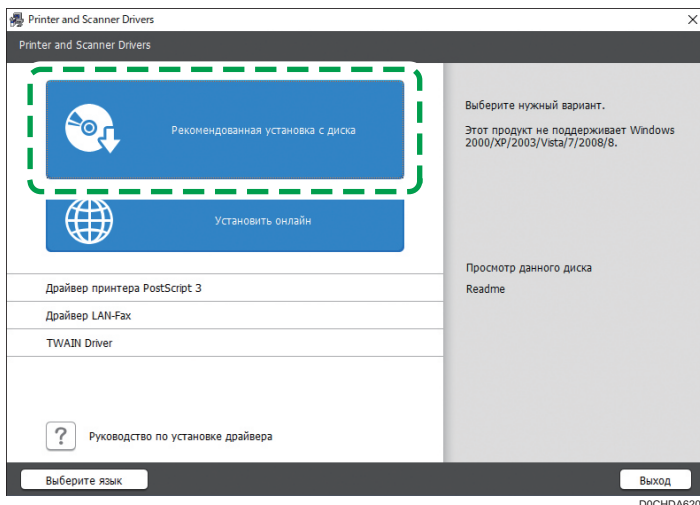 Printer and Scanner Drivers
Printer and Scanner Drivers
Рекомендованная установка с диска
Установить онлайн
Драйвер принтера PostScript 3
Драйвер LAN-Fax
TWAIN Driver
? Руководство по установке драйвера
Выберите нужный вариант.
Этот продукт не поддерживает Windows
2000/XP/2003/Vista/7/2008/8.
Просмотр данного диска
Readme
Выберите язык
Выход
D0CHDA620